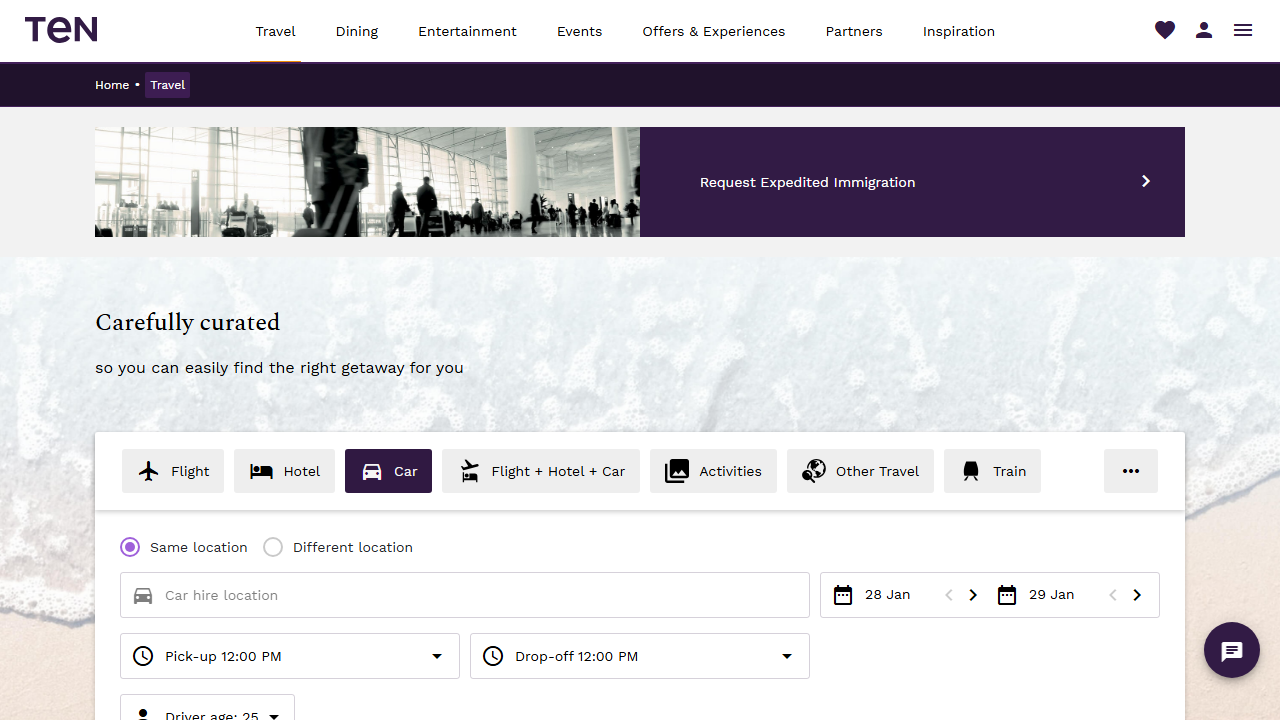 TEN
Travel
Dining
Entertainment
Events
Offers & Experiences
Partners
Inspiration
Home • Travel
Request Expedited Immigration
Carefully curated
so you can easily find the right getaway for you
Flight
Hotel
Car
Flight + Hotel + Car
Activities
Other Travel
Train
Same location
Different location
Car hire location
28 Jan
29 Jan
Pick-up 12:00 PM
Drop-off 12:00 PM
Driver age: 25